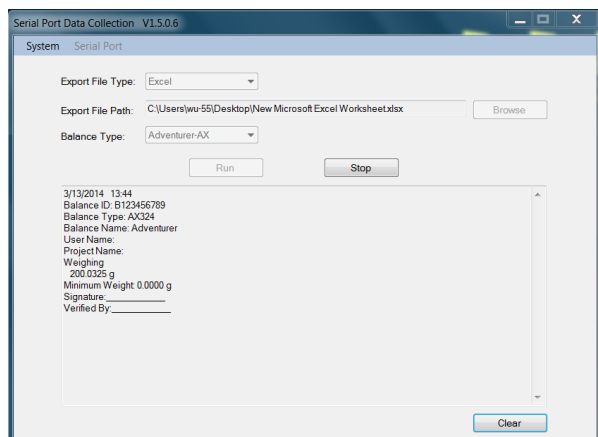 Serial Port Data Collection V1.5.0.6
System Serial Port
Export File Type: Excel
Export File Path: C:\Users\wu-55\Desktop\New Microsoft Excel Worksheet.xlsx Browse
Balance Type: Adventurer-AX
Run Stop
3/13/2014 13:44
Balance ID: B123456789
Balance Type: AX324
Balance Name: Adventurer
User Name:
Project Name:
Weighing
200.0325 g
Minimum Weight: 0.0000 g
Signature:_____________
Verified By:_____________
Clear